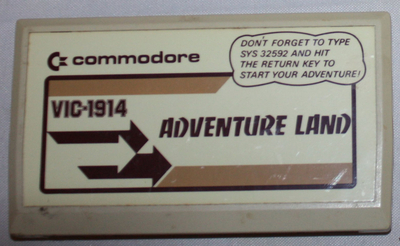 commodore
DON'T FORGET TO TYPE
SYS 32592 AND HIT
THE RETURN KEY TO
START YOUR ADVENTURE!
VIC-1914
ADVENTURE LAND